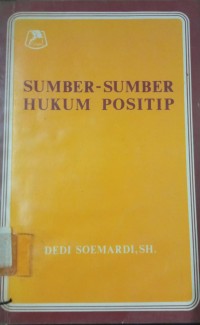 SUMBER-SUMBER
HUKUM POSITIP
DEDI SOEMARDI, SH.